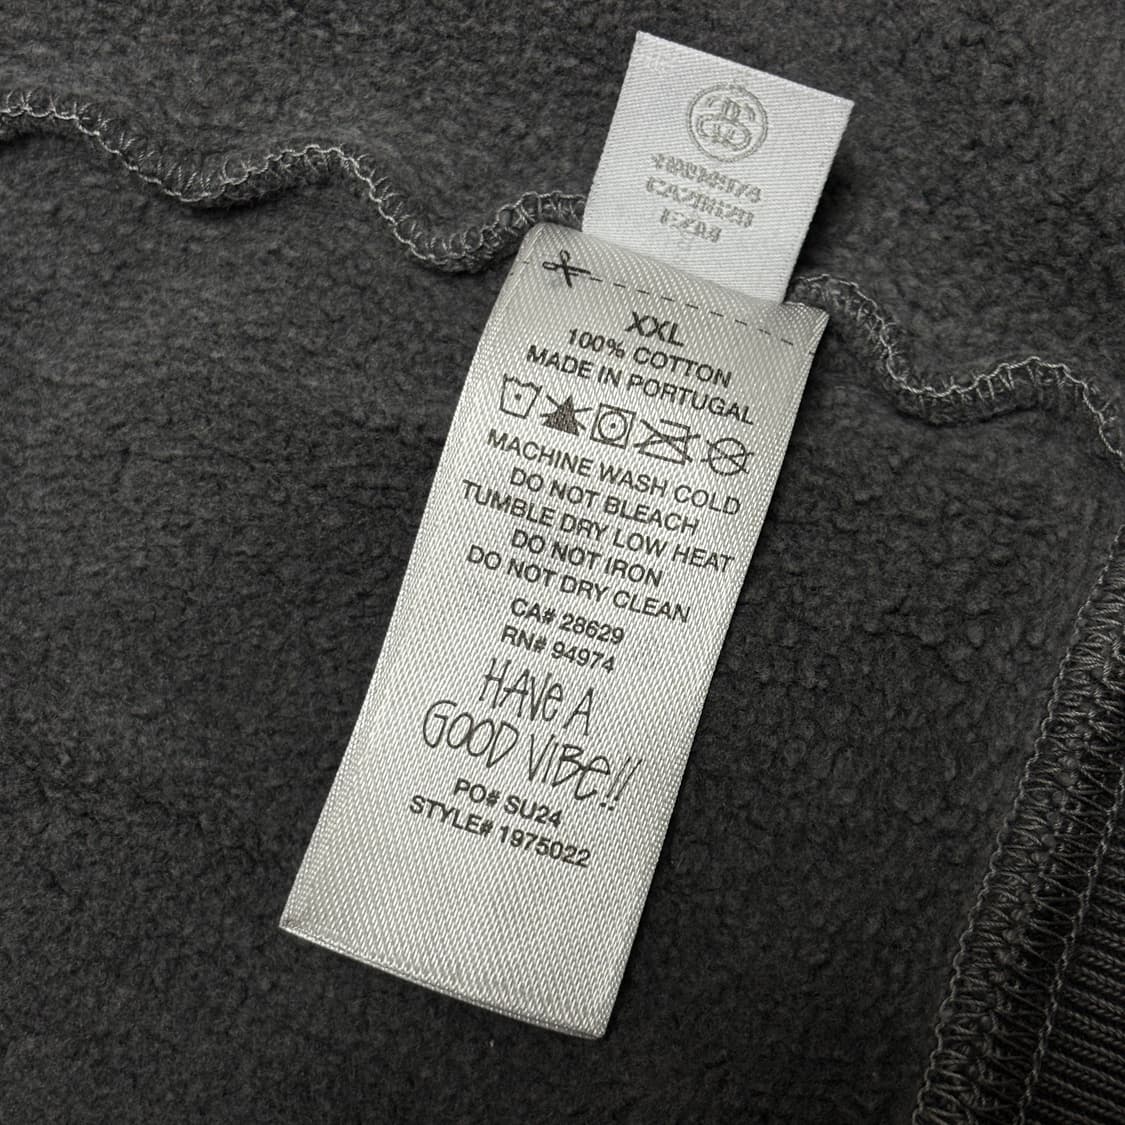 XXL
100% COTTON
MADE IN PORTUGAL
MACHINE WASH COLD
DO NOT BLEACH
TUMBLE DRY LOW HEAT
DO NOT IRON
DO NOT DRY CLEAN
CA# 28629
RN# 94974
HAVE A
GOOD VIBE!!
PO# SU24
STYLE# 1975022